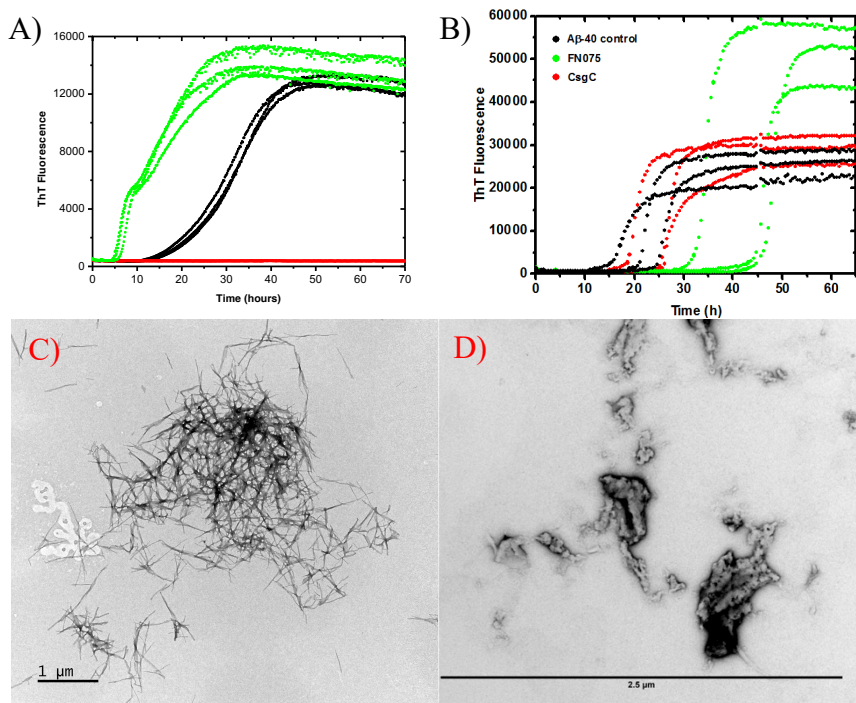 A)
16000
12000
8000
4000
0
ThT Fluorescence
0 10 20 30 40 50 60 70
Time (hours)
B)
60000
50000
40000
30000
20000
10000
0
ThT Fluorescence
Aβ-40 control
FN075
CsgC
0 10 20 30 40 50 60
Time (h)
C)
1 µm
D)
2.5 µm